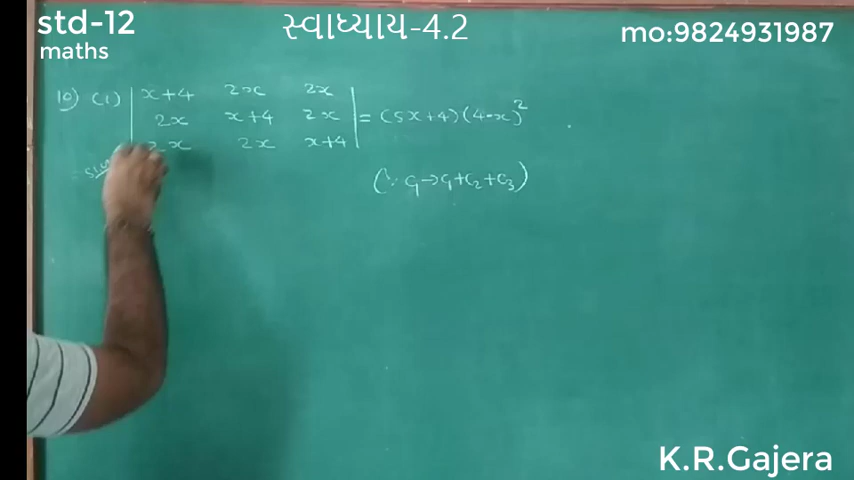 std-12
maths
સ્વાધ્યાય-4.2
mo:9824931987
10) (i) | x+4 2x 2x |
| 2x x+4 2x | = (5x+4)(4-x)²
| 2x 2x x+4 |
(∵ C₁→C₁+C₂+C₃)
K.R.Gajera